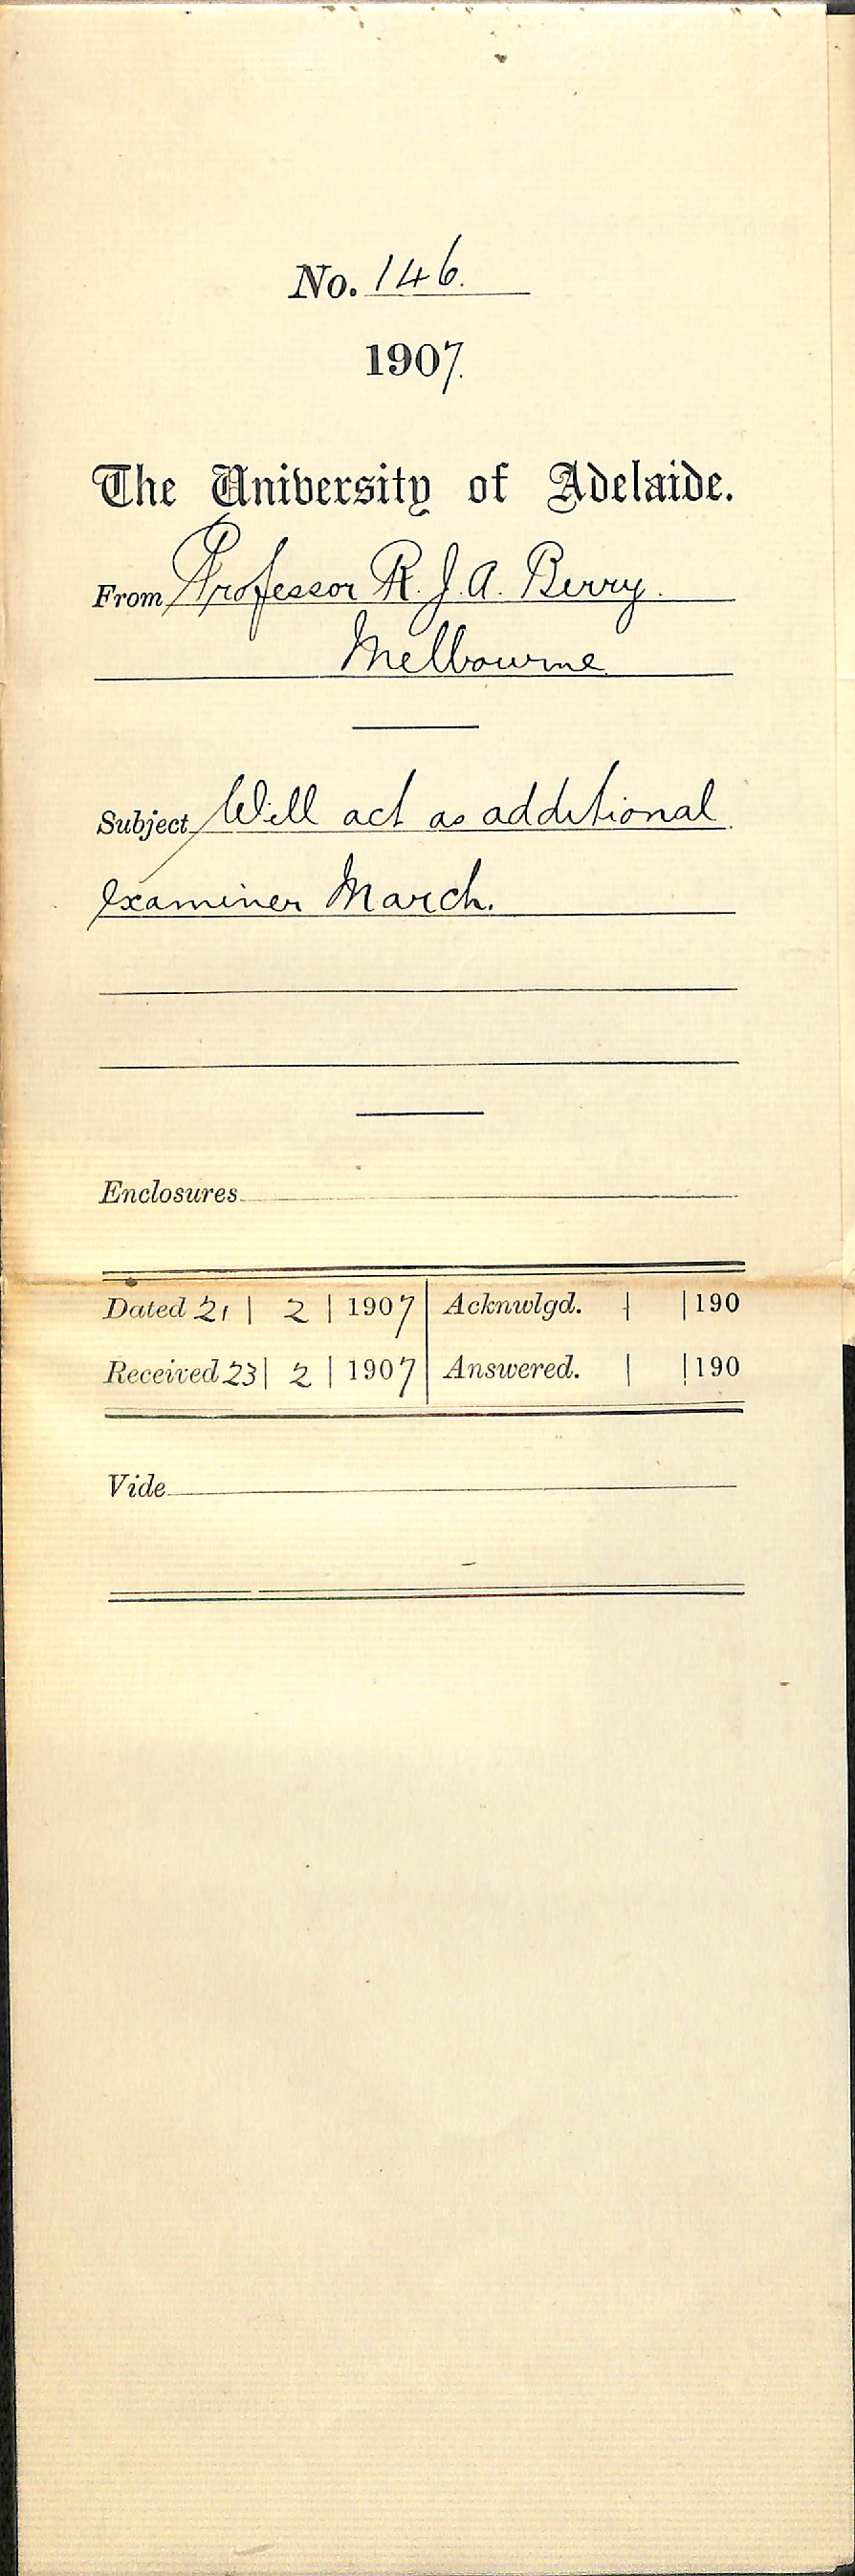 No. 146.
1907.
The University of Adelaide.
From Professor R. J. A. Berry.
Melbourne
Subject Will act as additional
examiner March.
Enclosures
Dated 21 | 2 | 1907 | Acknwlgd. | | 190
Received 23 | 2 | 1907 | Answered. | | 190
Vide